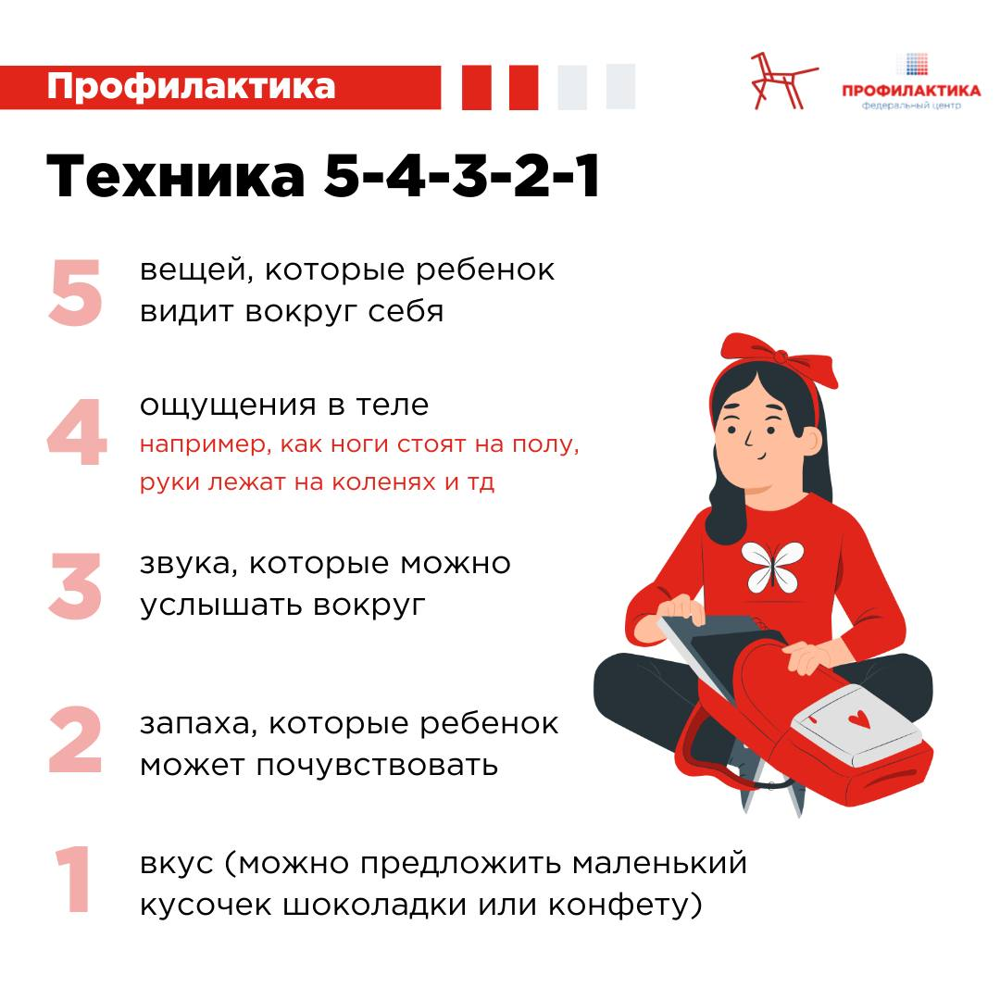 Профилактика
ПРОФИЛАКТИКА
федеральный центр
Техника 5-4-3-2-1
5
вещей, которые ребенок
видит вокруг себя
4
ощущения в теле
например, как ноги стоят на полу,
руки лежат на коленях и тд
3
звука, которые можно
услышать вокруг
2
запаха, которые ребенок
может почувствовать
1
вкус (можно предложить маленький
кусочек шоколадки или конфету)